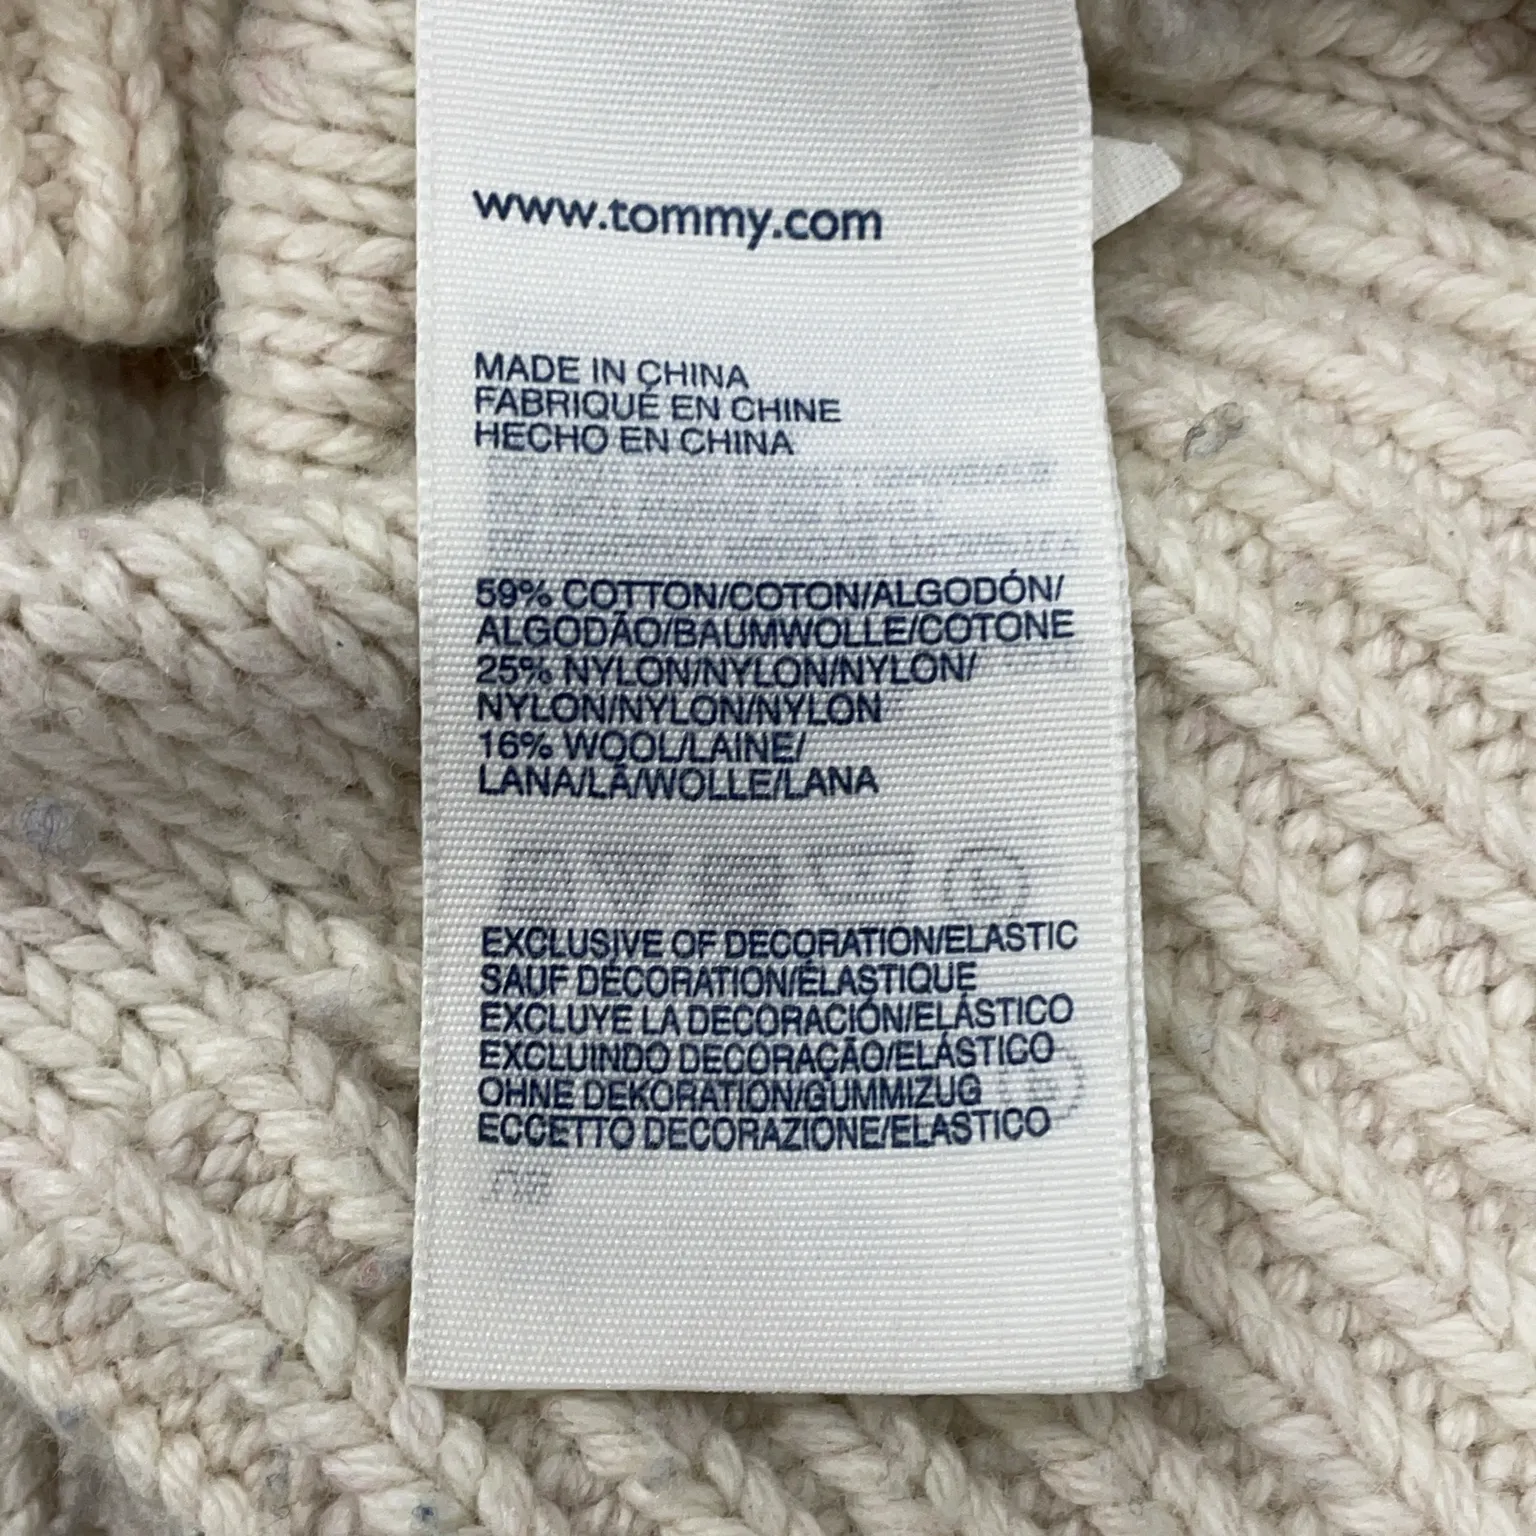 www.tommy.com
MADE IN CHINA
FABRIQUÉ EN CHINE
HECHO EN CHINA
59% COTTON/COTON/ALGODÓN/
ALGODÃO/BAUMWOLLE/COTONE
25% NYLON/NYLON/NYLON/
NYLON/NYLON/NYLON
16% WOOL/LAINE/
LANA/LÃ/WOLLE/LANA
EXCLUSIVE OF DECORATION/ELASTIC
SAUF DÉCORATION/ÉLASTIQUE
EXCLUYE LA DECORACIÓN/ELÁSTICO
EXCLUINDO DECORAÇÃO/ELÁSTICO
OHNE DEKORATION/GUMMIZUG
ECCETTO DECORAZIONE/ELASTICO